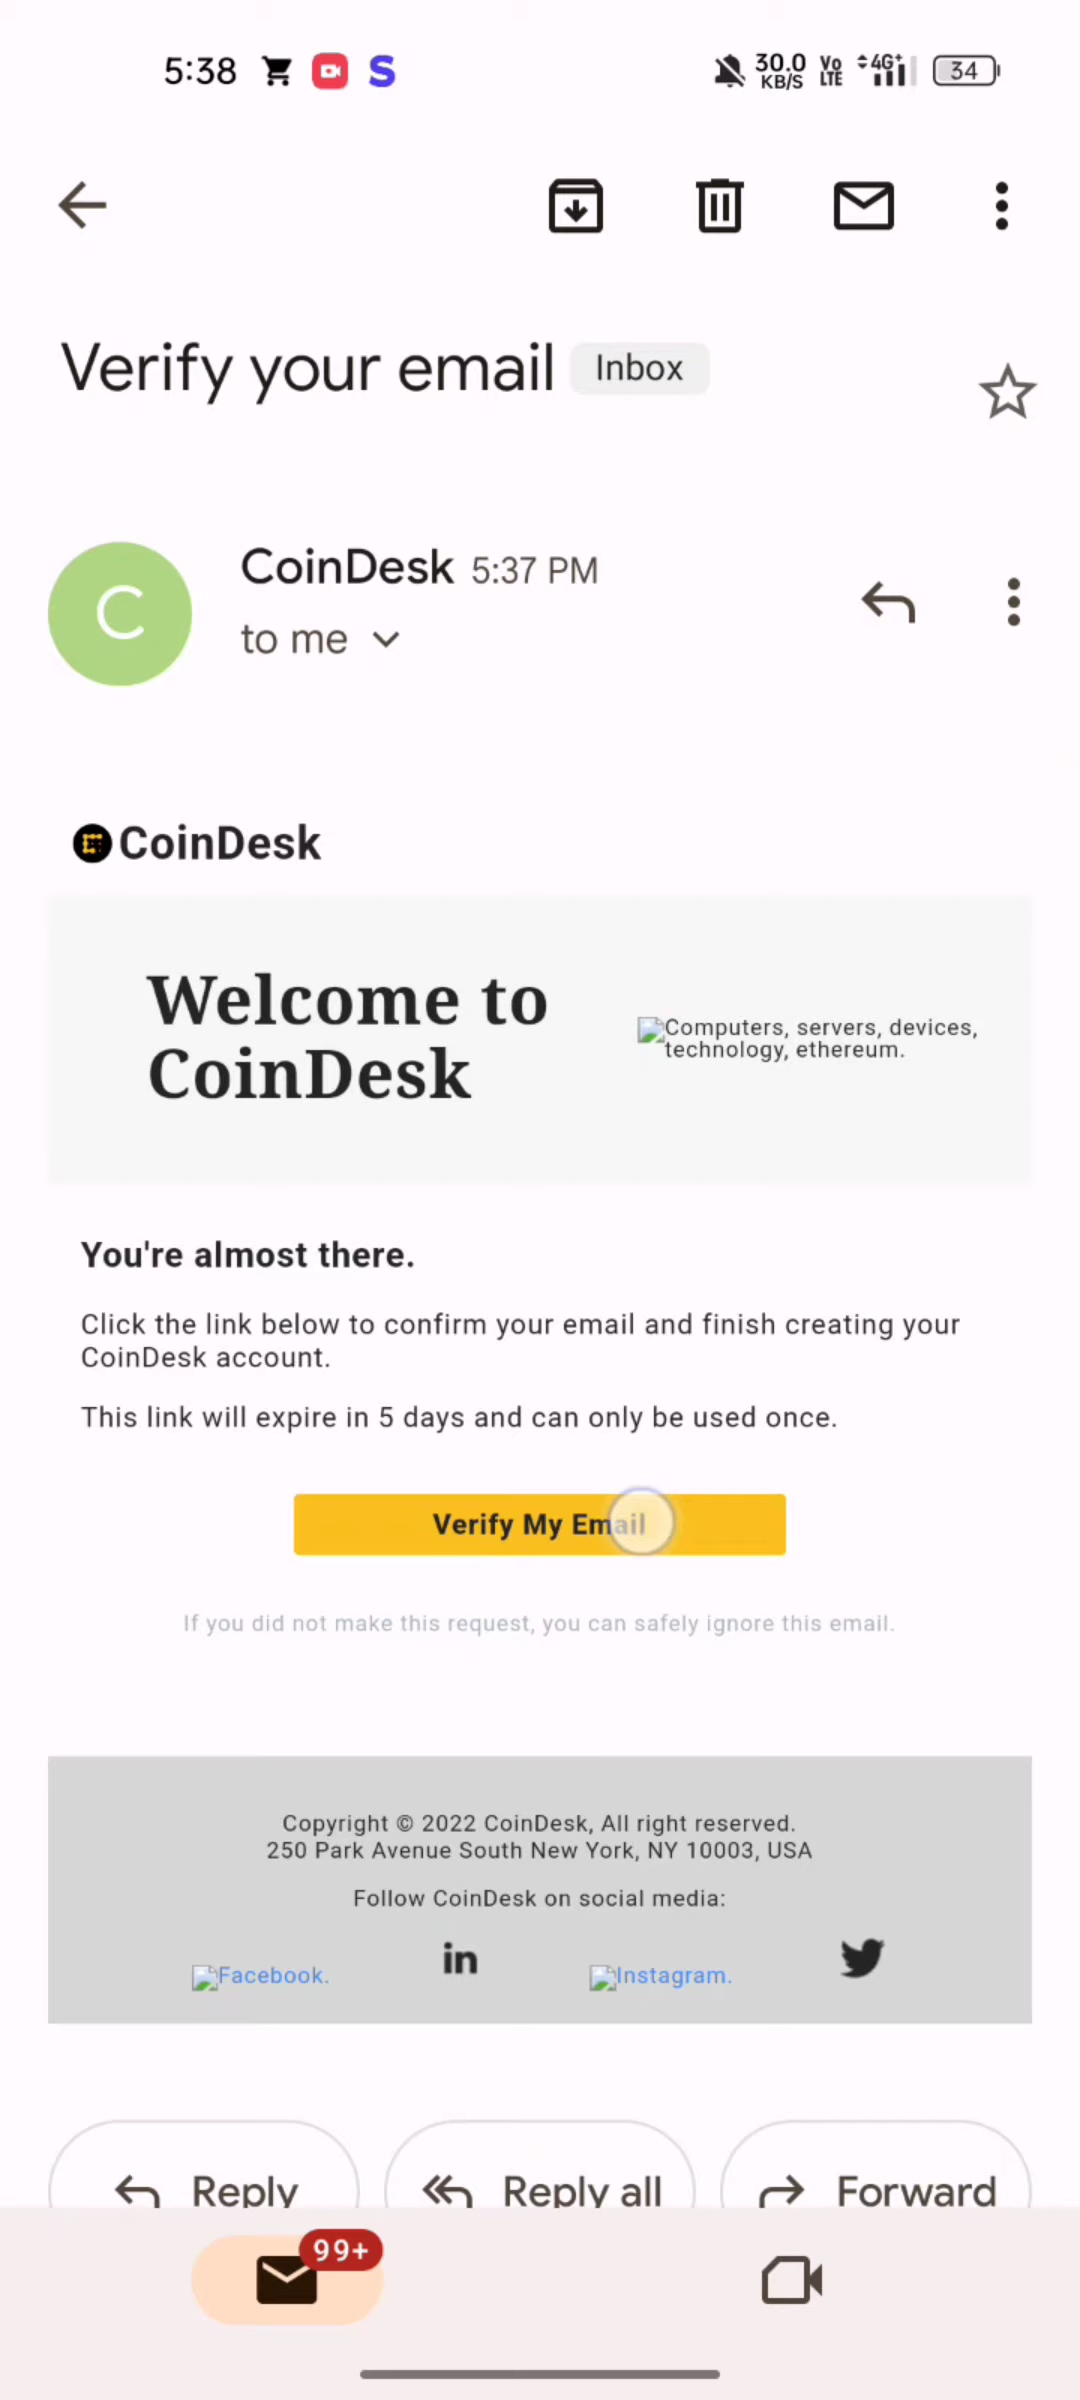 5:38 S 30.0 KB/S Vo LTE 4G+ 34
Verify your email Inbox
C
CoinDesk 5:37 PM
to me
CoinDesk
Welcome to
CoinDesk
Computers, servers, devices,
technology, ethereum.
You're almost there.
Click the link below to confirm your email and finish creating your
CoinDesk account.
This link will expire in 5 days and can only be used once.
Verify My Email
If you did not make this request, you can safely ignore this email.
Copyright © 2022 CoinDesk, All right reserved.
250 Park Avenue South New York, NY 10003, USA
Follow CoinDesk on social media:
Facebook. in Instagram.
Reply Reply all Forward
99+